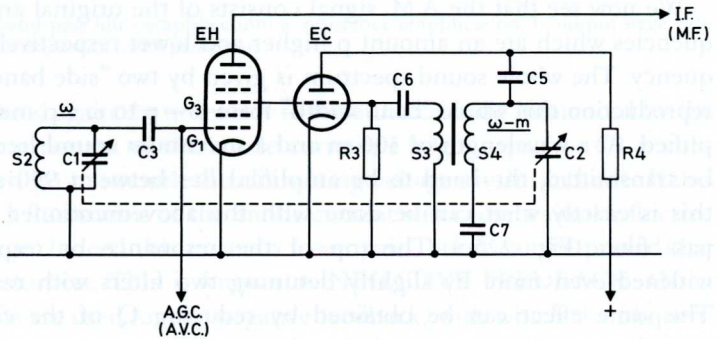 I.F.
(M.F.)
EH
EC
C6
C5
ω
G3
G1
S2
C1
C3
R3
S3
S4
ω-m
C2
R4
C7
A.G.C.
(A.V.C.)
+